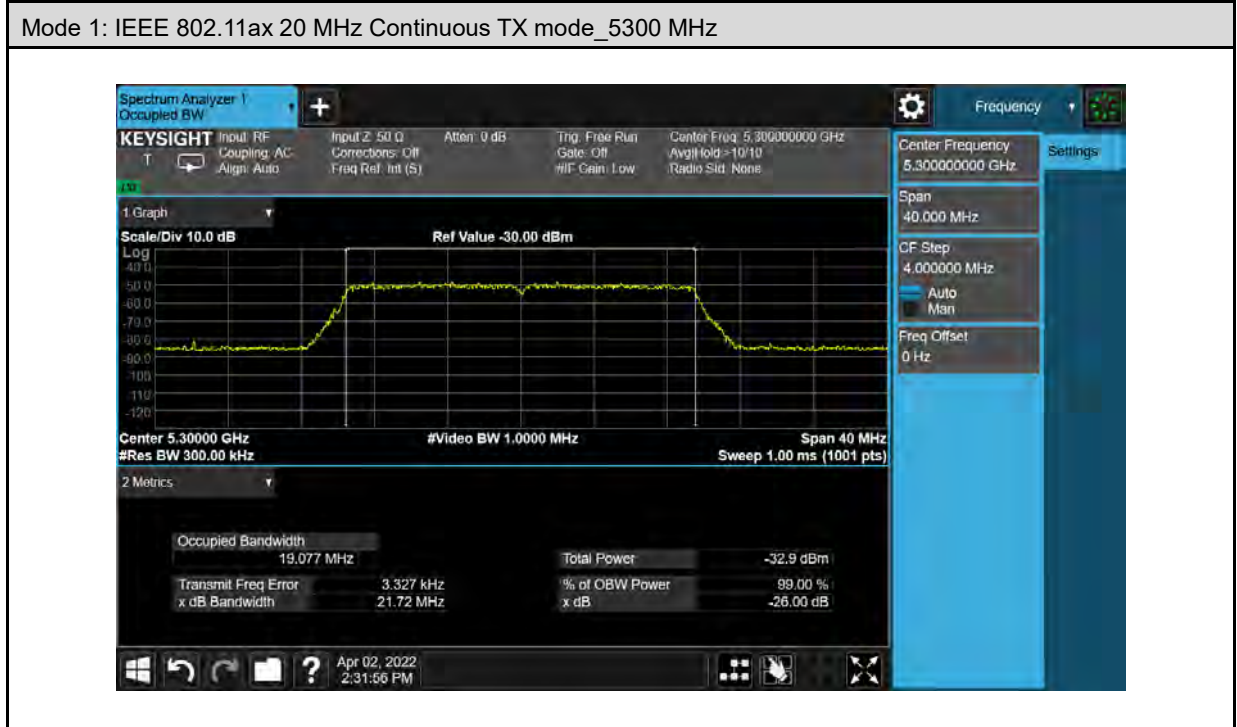 Mode 1: IEEE 802.11ax 20 MHz Continuous TX mode_5300 MHz
Spectrum Analyzer 1
Occupied BW
+
Frequency
KEYSIGHT Input: RF Input Z: 50 Ω Atten: 0 dB Trig: Free Run Center Freq: 5.300000000 GHz
T Coupling: AC Corrections: Off Gate: Off Avg|Hold:>10/10
Align: Auto Freq Ref: Int (S) #IF Gain: Low Radio Std: None
Center Frequency
5.300000000 GHz
Settings
Span
40.000 MHz
CF Step
4.000000 MHz
Auto
Man
Freq Offset
0 Hz
1 Graph
Scale/Div 10.0 dB Ref Value -30.00 dBm
Log
-40.0
-50.0
-60.0
-70.0
-80.0
-90.0
-100
-110
-120
Center 5.30000 GHz #Video BW 1.0000 MHz Span 40 MHz
#Res BW 300.00 kHz Sweep 1.00 ms (1001 pts)
2 Metrics
Occupied Bandwidth
19.077 MHz Total Power -32.9 dBm
Transmit Freq Error 3.327 kHz % of OBW Power 99.00 %
x dB Bandwidth 21.72 MHz x dB -26.00 dB
? Apr 02, 2022
2:31:56 PM